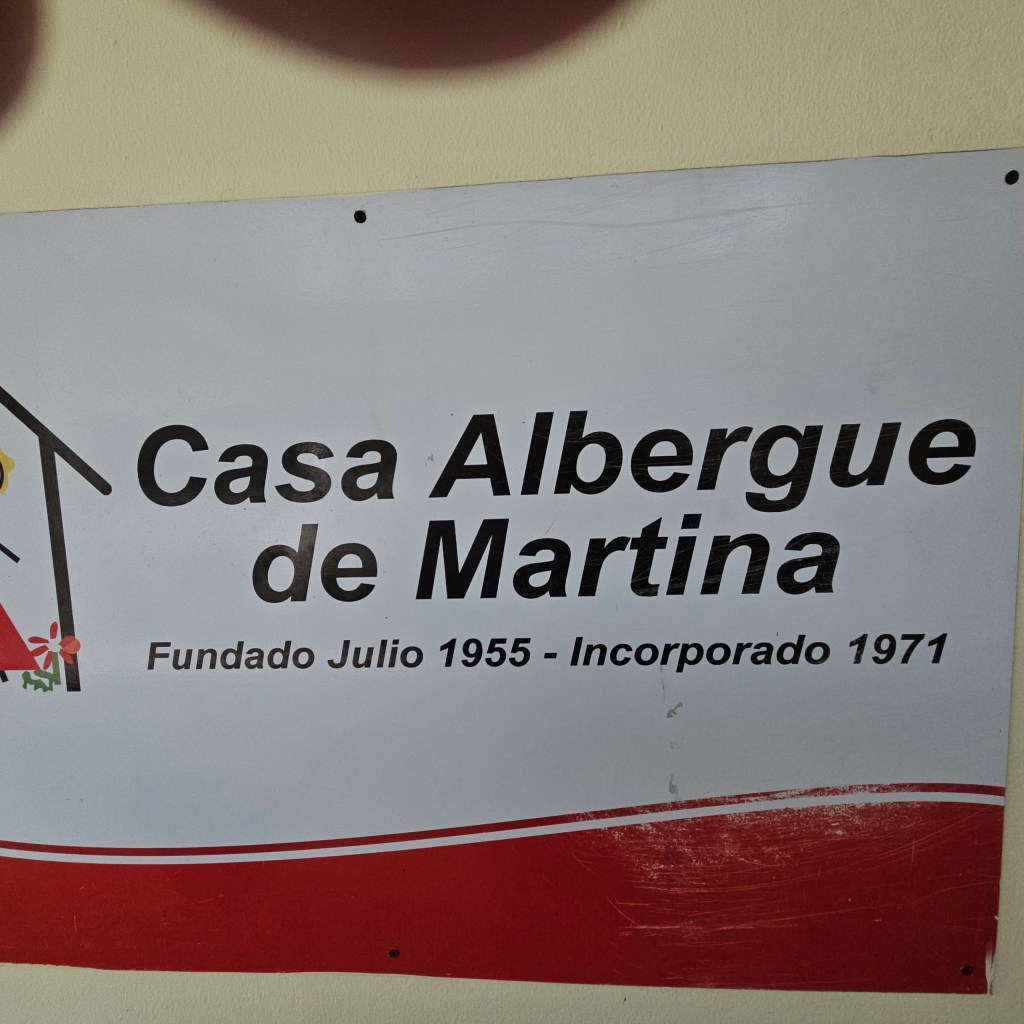 Casa Albergue
de Martina
Fundado Julio 1955 - Incorporado 1971